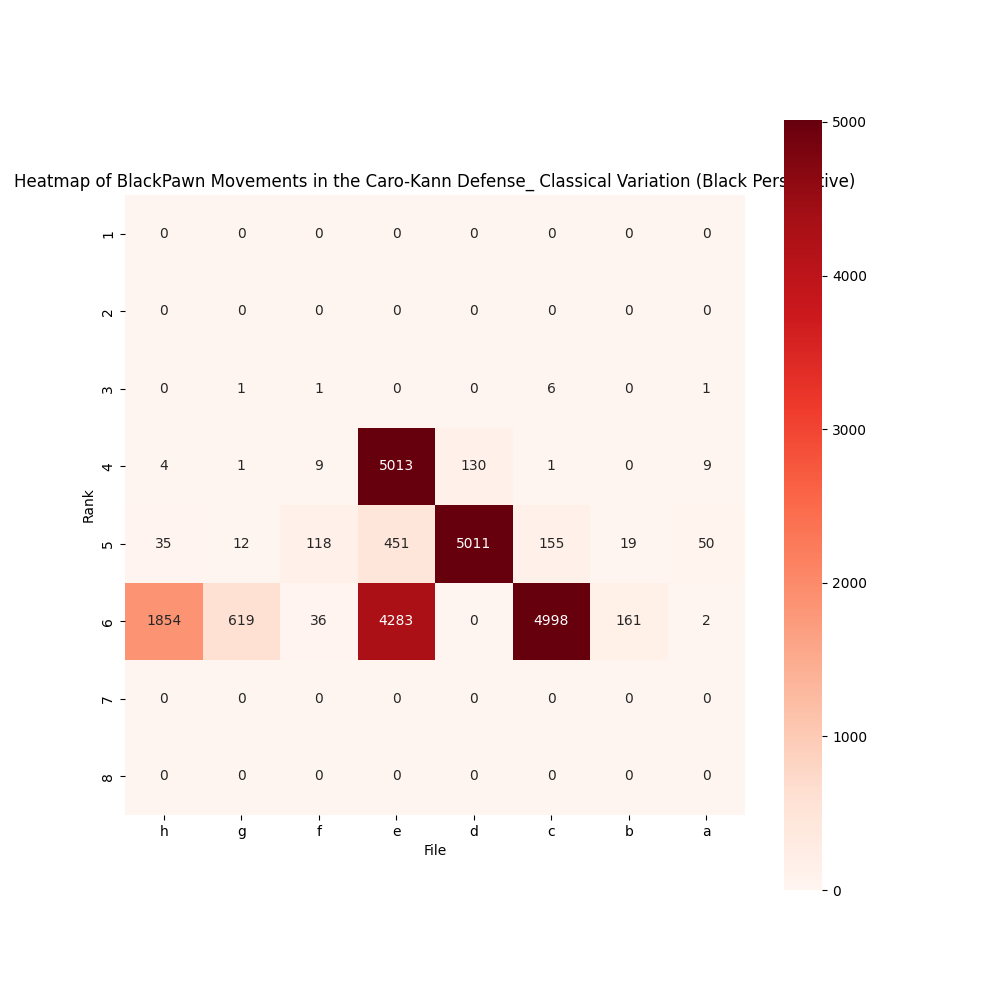 5000
Heatmap of BlackPawn Movements in the Caro-Kann Defense_ Classical Variation (Black Perspective)
1 0 0 0 0 0 0 0 0
4000
2 0 0 0 0 0 0 0 0
3 0 1 1 0 0 6 0 1
3000
4 4 1 9 5013 130 1 0 9
Rank
5 35 12 118 451 5011 155 19 50
2000
6 1854 619 36 4283 0 4998 161 2
7 0 0 0 0 0 0 0 0
1000
8 0 0 0 0 0 0 0 0
h g f e d c b a
File
0